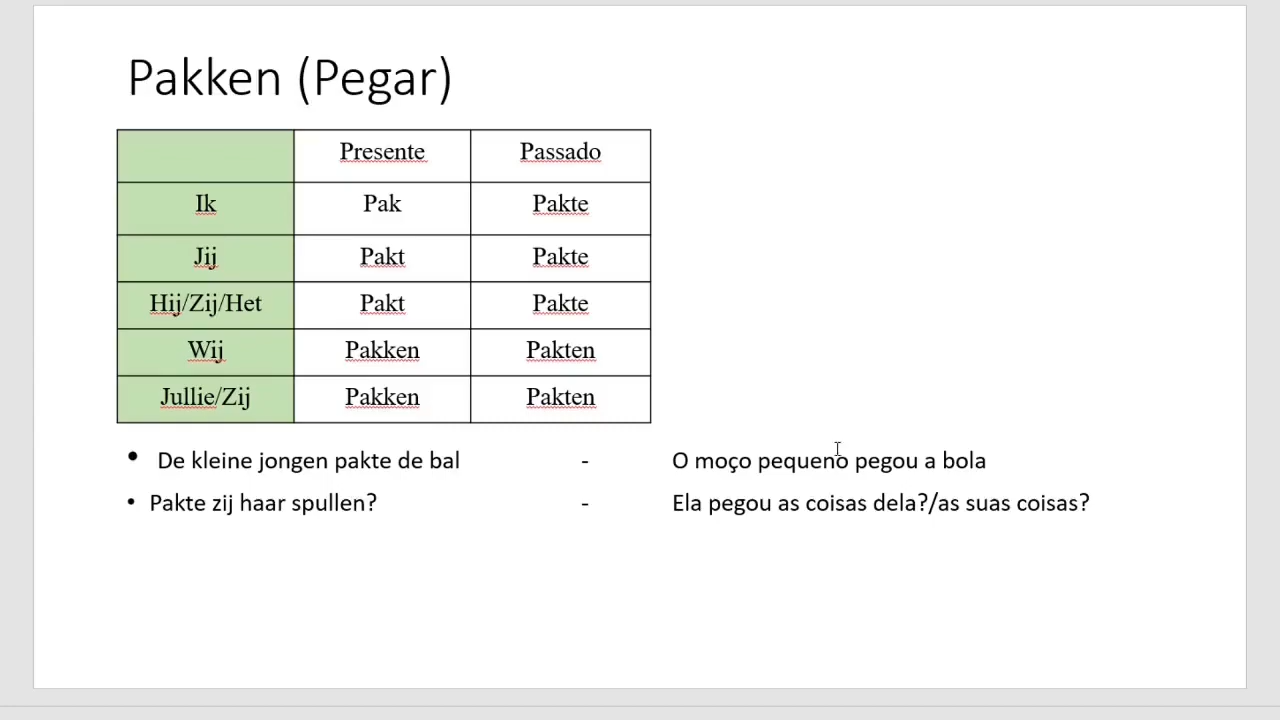 Pakken (Pegar)
Presente Passado
Ik Pak Pakte
Jij Pakt Pakte
Hij/Zij/Het Pakt Pakte
Wij Pakken Pakten
Jullie/Zij Pakken Pakten
• De kleine jongen pakte de bal - O moço pequeno pegou a bola
• Pakte zij haar spullen? - Ela pegou as coisas dela?/as suas coisas?